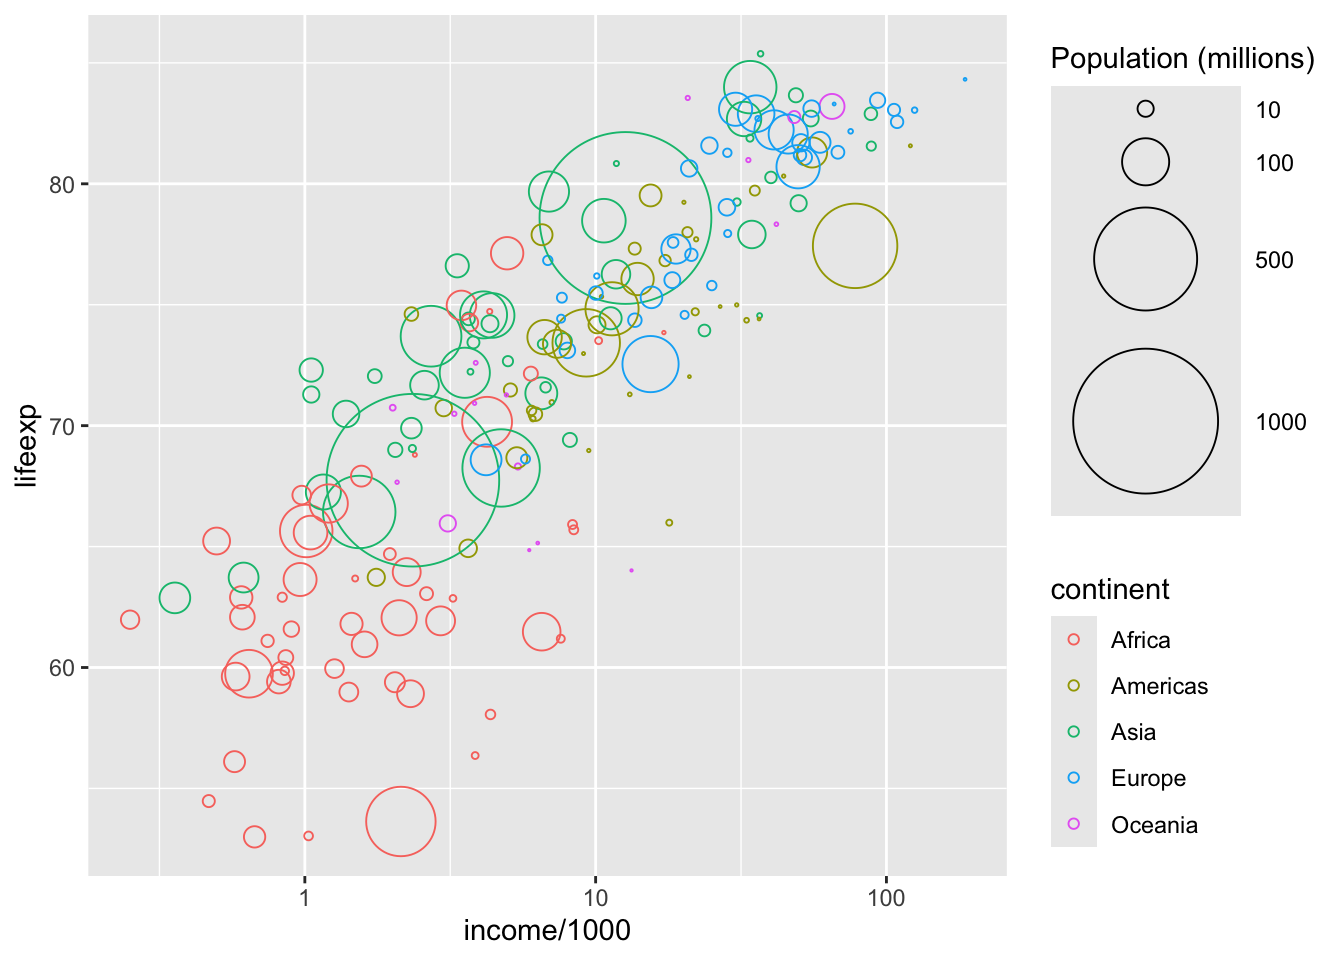 80
70
60
lifeexp
1
10
100
income/1000
Population (millions)
10
100
500
1000
continent
Africa
Americas
Asia
Europe
Oceania